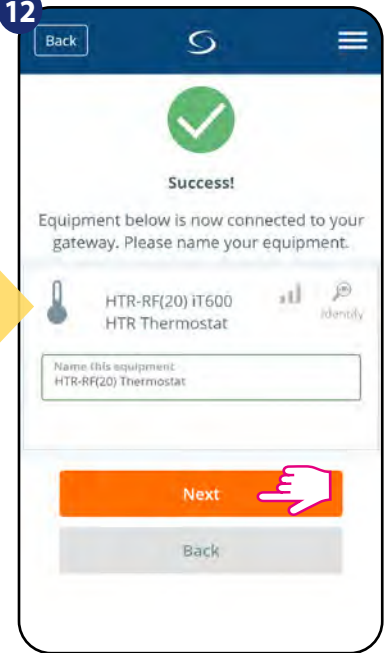 12
Back
Success!
Equipment below is now connected to your
gateway. Please name your equipment.
HTR-RF(20) iT600
HTR Thermostat
Identify
Name this equipment
HTR-RF(20) Thermostat
Next
Back